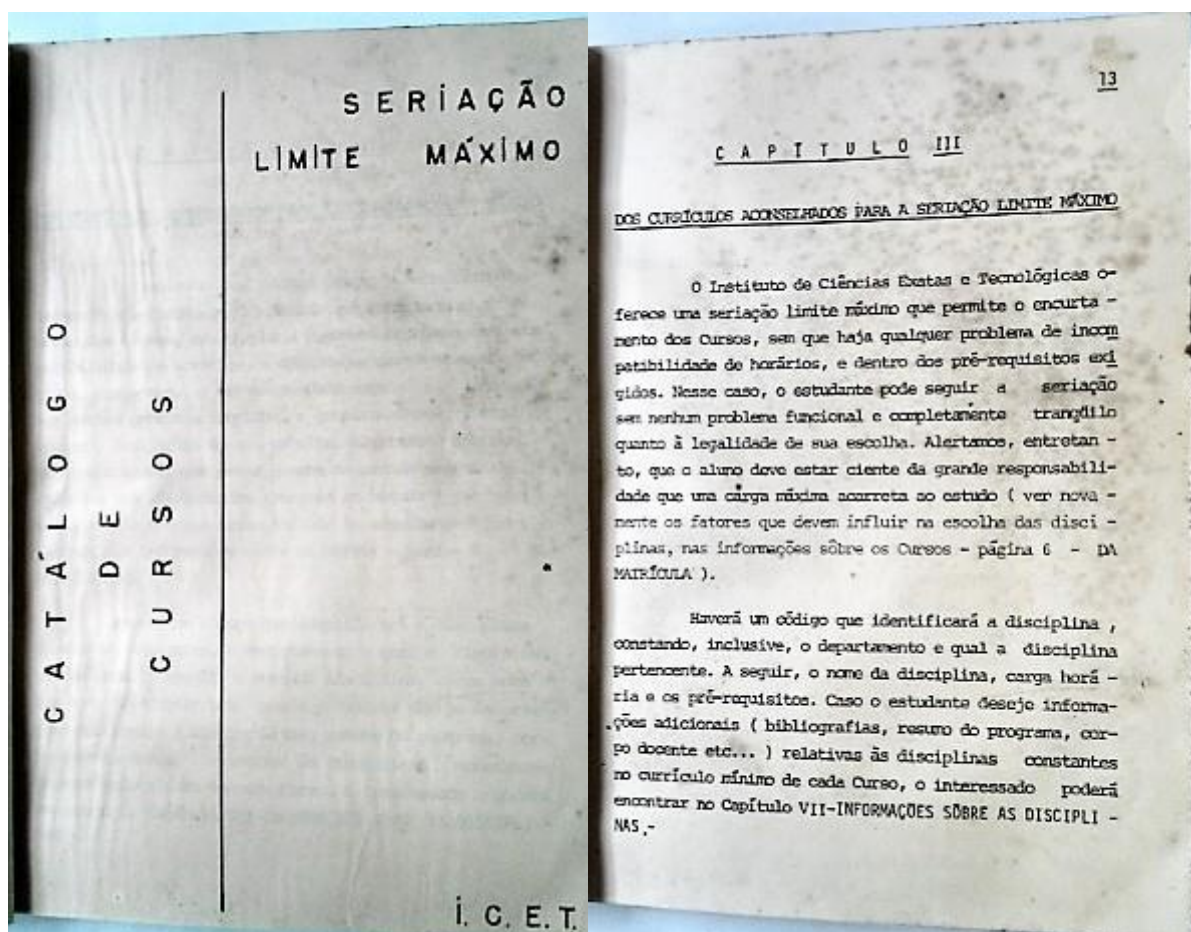 SERIAÇÃO
LIMITE MÁXIMO
CATÁLOGO
DE
CURSOS
I. C. E. T.
13
CAPÍTULO III
DOS CURRÍCULOS ACONSELHADOS PARA A SERIAÇÃO LIMITE MÁXIMO
O Instituto de Ciências Exatas e Tecnológicas o-
ferece uma seriação limite máximo que permite o encurta -
mento dos Cursos, sem que haja qualquer problema de incom
patibilidade de horários, e dentro dos pré-requisitos exi
gidos. Nesse caso, o estudante pode seguir a seriação
sem nenhum problema funcional e completamente tranqüilo
quanto à legalidade de sua escolha. Alertamos, entretan -
to, que o aluno deve estar ciente da grande responsabili-
dade que uma carga máxima acarreta ao estudo ( ver nova -
mente os fatores que devem influir na escolha das disci -
plinas, nas informações sôbre os Cursos - página 6 - DA
MATRÍCULA ).
Haverá um código que identificará a disciplina ,
constando, inclusive, o departamento e qual a disciplina
pertencente. A seguir, o nome da disciplina, carga horá -
ria e os pré-requisitos. Caso o estudante deseje informa-
ções adicionais ( bibliografias, resumo do programa, cor-
po docente etc... ) relativas às disciplinas constantes
no currículo mínimo de cada Curso, o interessado poderá
encontrar no Capítulo VII-INFORMAÇÕES SÔBRE AS DISCIPLI -
NAS.-